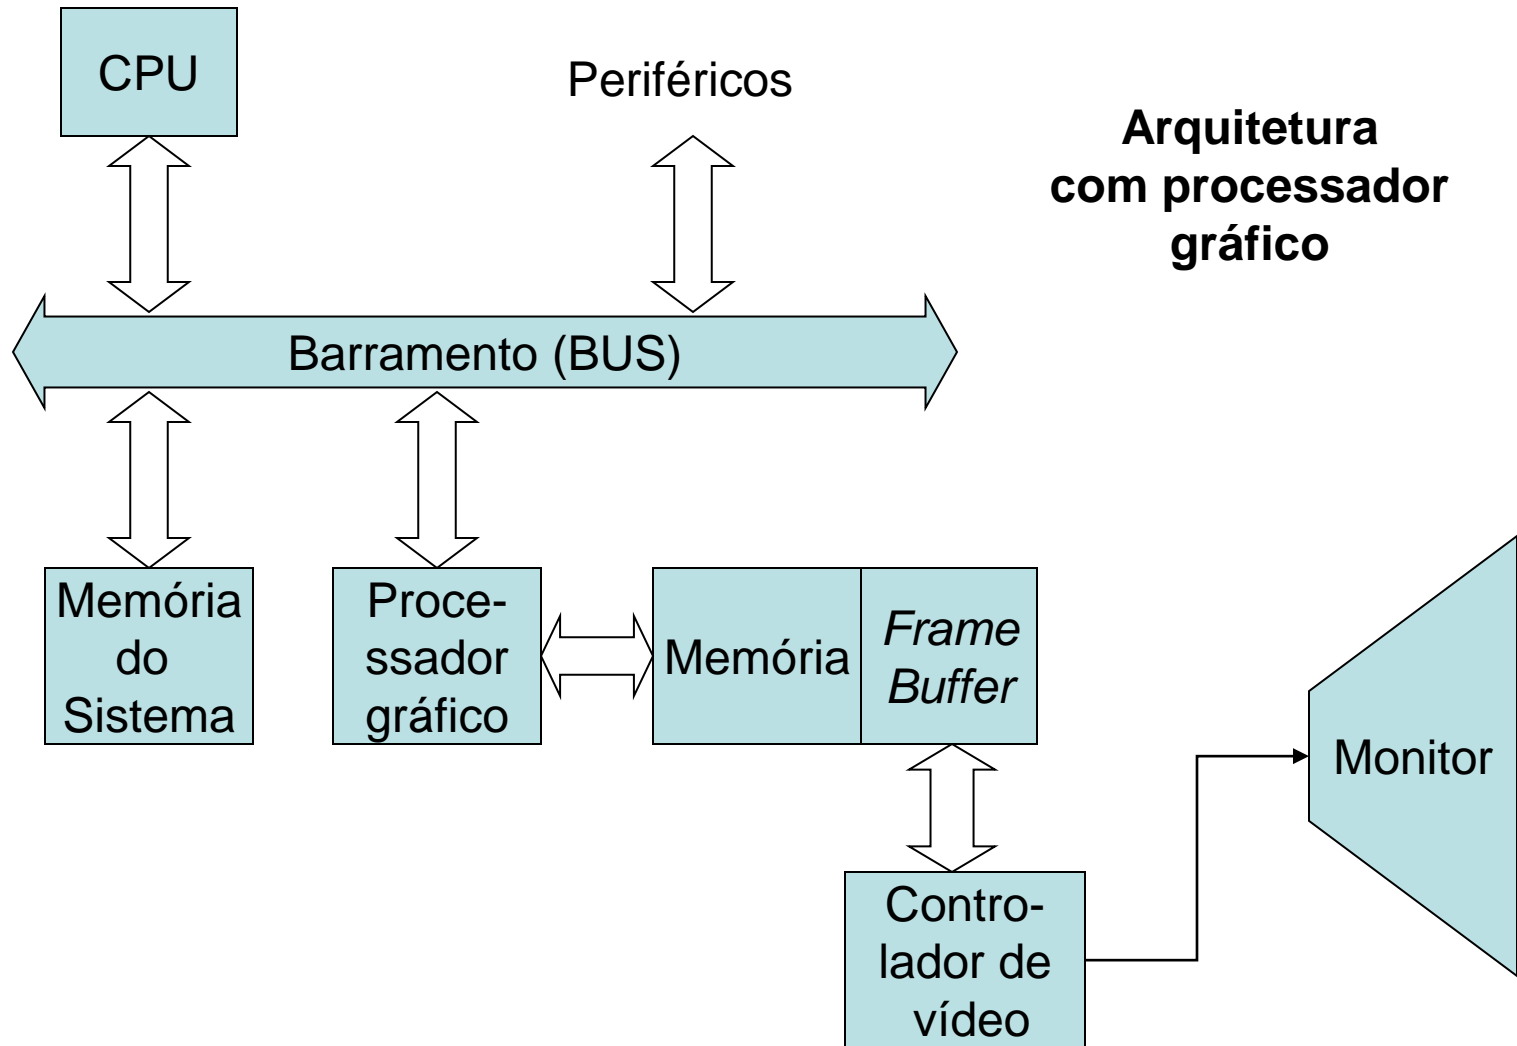 CPU
Periféricos
Arquitetura
com processador
gráfico
Barramento (BUS)
Memória
do
Sistema
Proce-
ssador
gráfico
Memória
Frame
Buffer
Monitor
Contro-
lador de
vídeo